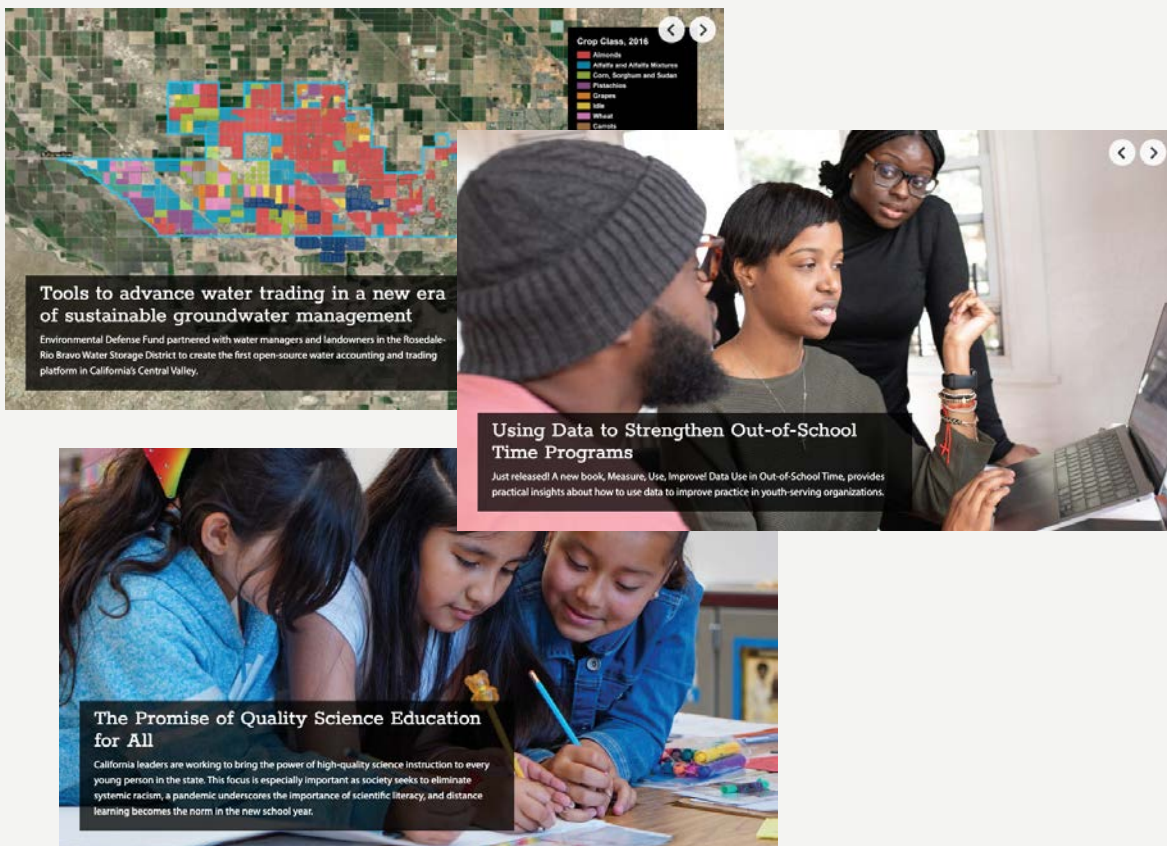 Crop Class, 2016
Almonds
Alfalfa and Alfalfa Mixtures
Corn, Sorghum and Sudan
Pistachios
Grapes
Idle
Wheat
Carrots
Tools to advance water trading in a new era
of sustainable groundwater management
Environmental Defense Fund partnered with water managers and landowners in the Rosedale-
Rio Bravo Water Storage District to create the first open-source water accounting and trading
platform in California's Central Valley.
Using Data to Strengthen Out-of-School
Time Programs
Just released! A new book, Measure, Use, Improve! Data Use in Out-of-School Time, provides
practical insights about how to use data to improve practice in youth-serving organizations.
The Promise of Quality Science Education
for All
California leaders are working to bring the power of high-quality science instruction to every
young person in the state. This focus is especially important as society seeks to eliminate
systemic racism, a pandemic underscores the importance of scientific literacy, and distance
learning becomes the norm in the new school year.